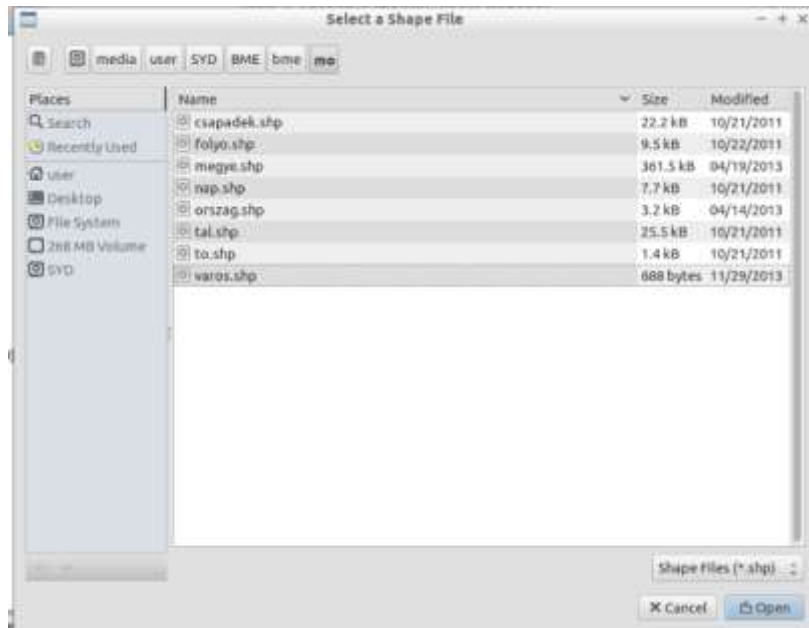 Select a Shape File
media user SYD BME bme mo
Places
Search
Recently Used
user
Desktop
File System
268 MB Volume
SYD
Name Size Modified
csapadek.shp 22.2 kB 10/21/2011
folyo.shp 9.5 kB 10/22/2011
megye.shp 361.5 kB 04/19/2013
nap.shp 7.7 kB 10/21/2011
orszag.shp 3.2 kB 04/14/2013
tal.shp 25.5 kB 10/21/2011
to.shp 1.4 kB 10/21/2011
varos.shp 688 bytes 11/29/2013
Shape Files (*.shp)
Cancel Open